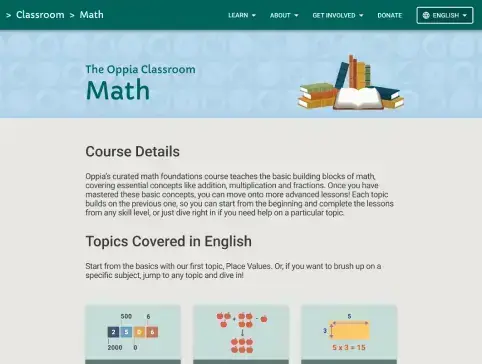 > Classroom > Math
LEARN ABOUT GET INVOLVED DONATE ENGLISH
The Oppia Classroom
Math
Course Details
Oppia's curated math foundations course teaches the basic building blocks of math,
covering essential concepts like addition, multiplication and fractions. Once you have
mastered these basic concepts, you can move onto more advanced lessons! Each topic
builds on the previous one, so you can start from the beginning and complete the lessons
from any skill level, or just dive right in if you need help on a particular topic.
Topics Covered in English
Start from the basics with our first topic, Place Values. Or, if you want to brush up on a
specific subject, jump to any topic and dive in!
500 6
2 5 0 6
2000 0
+ -
5
3
5 x 3 = 15